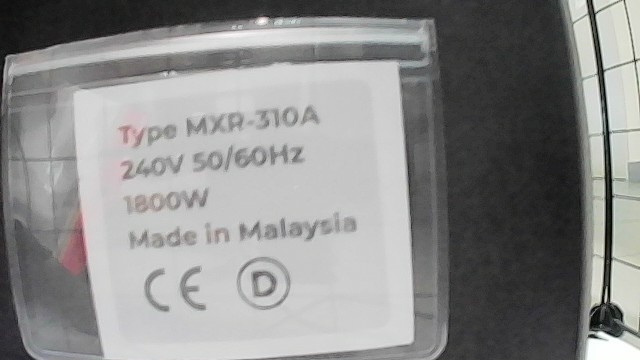 Type MXR-310A
240V 50/60Hz
1800W
Made in Malaysia
CE D